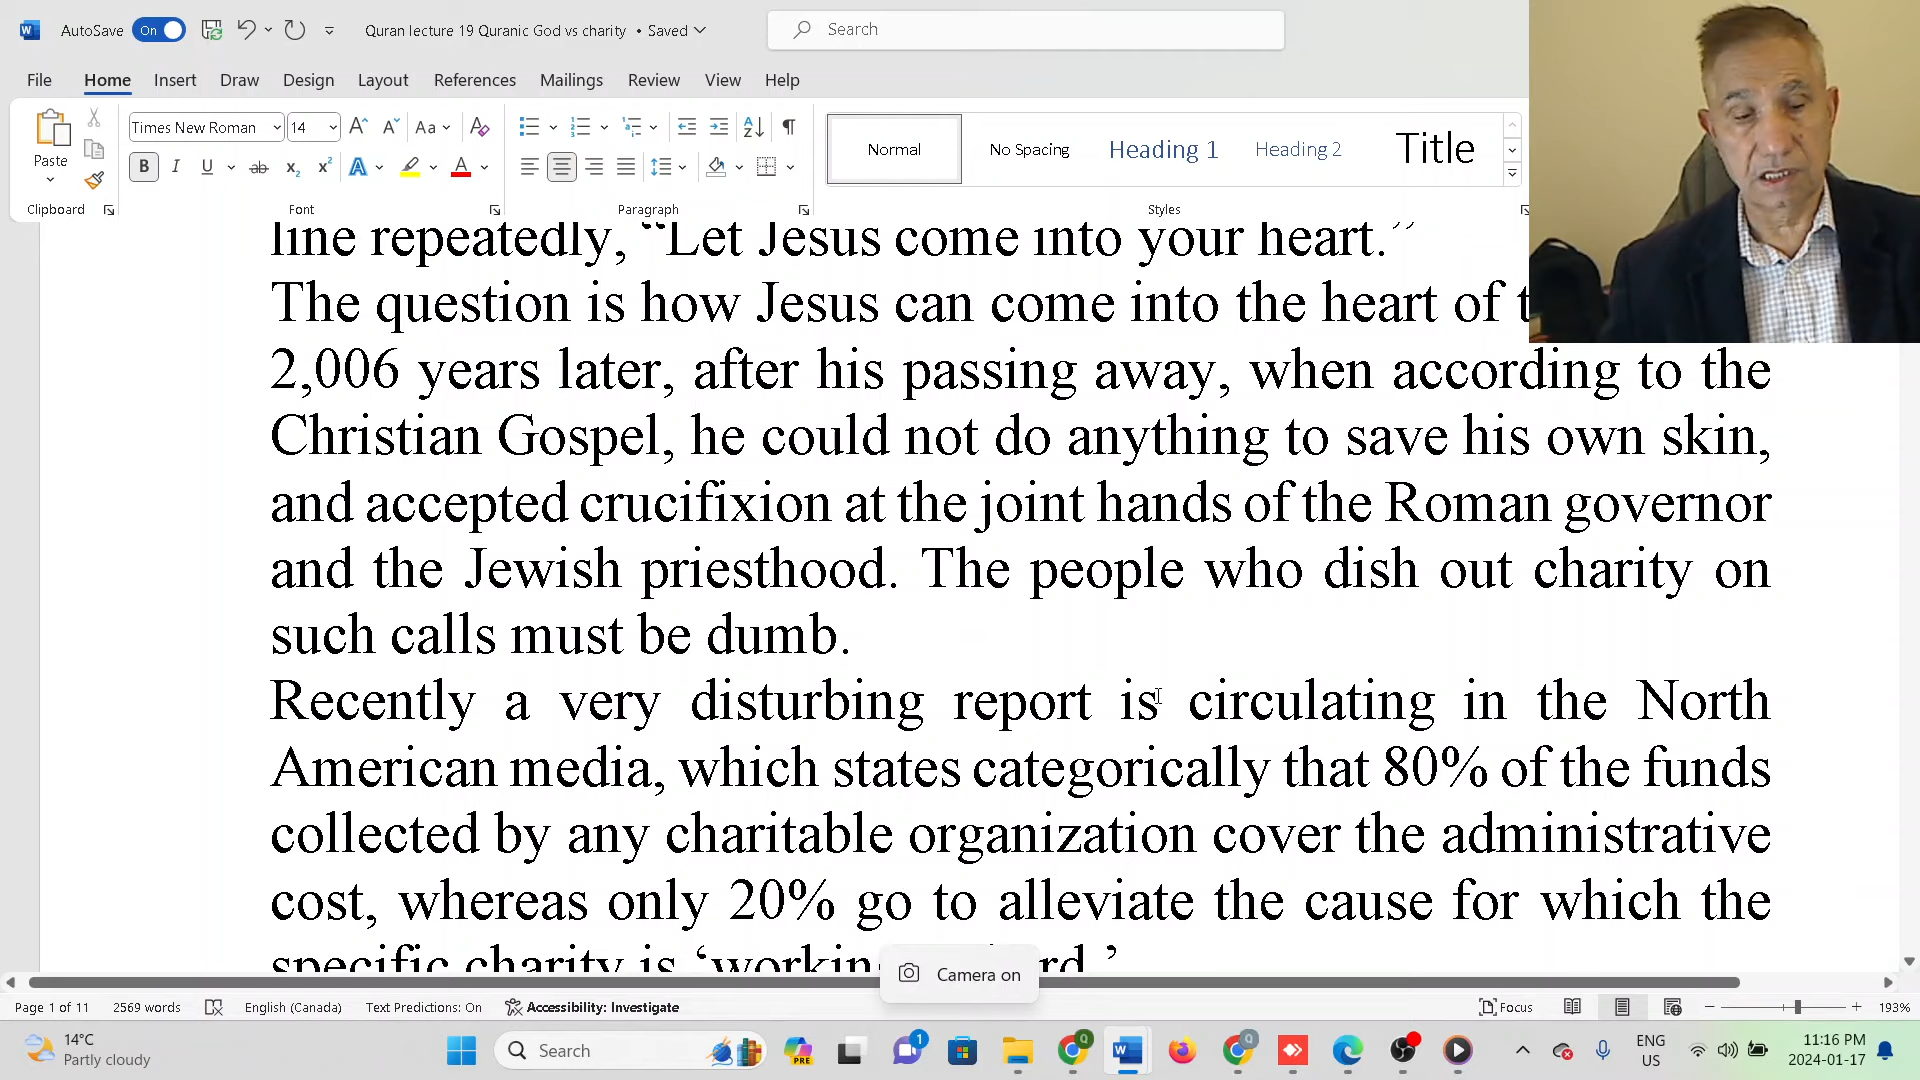 AutoSave On Quran lecture 19 Quranic God vs charity • Saved Search
File Home Insert Draw Design Layout References Mailings Review View Help
Paste Times New Roman 14 Aa Normal No Spacing Heading 1 Heading 2 Title
Clipboard Font Paragraph Styles
line repeatedly, “Let Jesus come into your heart.”
The question is how Jesus can come into the heart of
2,006 years later, after his passing away, when according to the
Christian Gospel, he could not do anything to save his own skin,
and accepted crucifixion at the joint hands of the Roman governor
and the Jewish priesthood. The people who dish out charity on
such calls must be dumb.
Recently a very disturbing report is circulating in the North
American media, which states categorically that 80% of the funds
collected by any charitable organization cover the administrative
cost, whereas only 20% go to alleviate the cause for which the
specific charity is
Camera on
Page 1 of 11 2569 words English (Canada) Text Predictions: On Accessibility: Investigate Focus 193%
14°C
Partly cloudy
Search
PRE
1
ENG
US
11:16 PM
2024-01-17